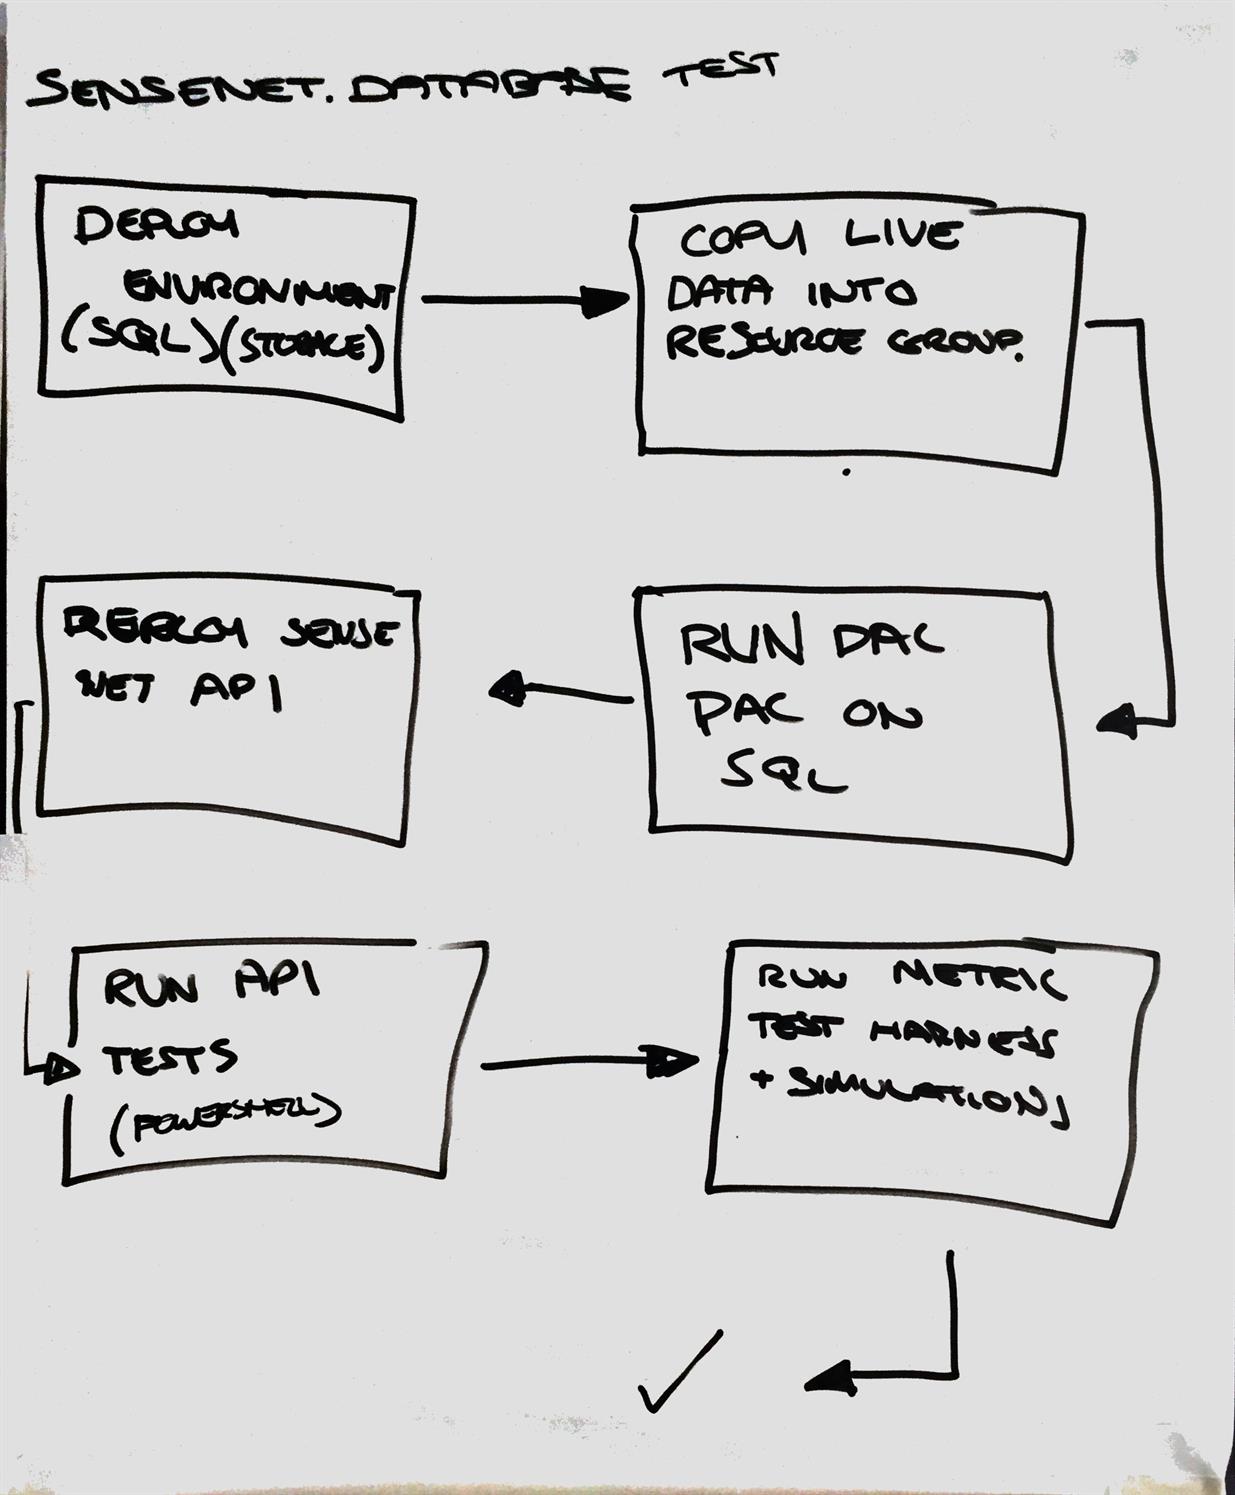 SENSENET.DATABASE TEST
DEPLOY
ENVIRONMENT
(SQL)(STORAGE)
COPY LIVE
DATA INTO
RESOURCE GROUP.
RUN DAC
PAC ON
SQL
DEPLOY SENSE
NET API
RUN API
TESTS
(POWERSHELL)
RUN METRIC
TEST HARNESS
+ SIMULATIONS